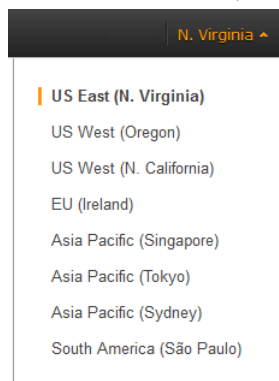 N. Virginia
US East (N. Virginia)
US West (Oregon)
US West (N. California)
EU (Ireland)
Asia Pacific (Singapore)
Asia Pacific (Tokyo)
Asia Pacific (Sydney)
South America (São Paulo)